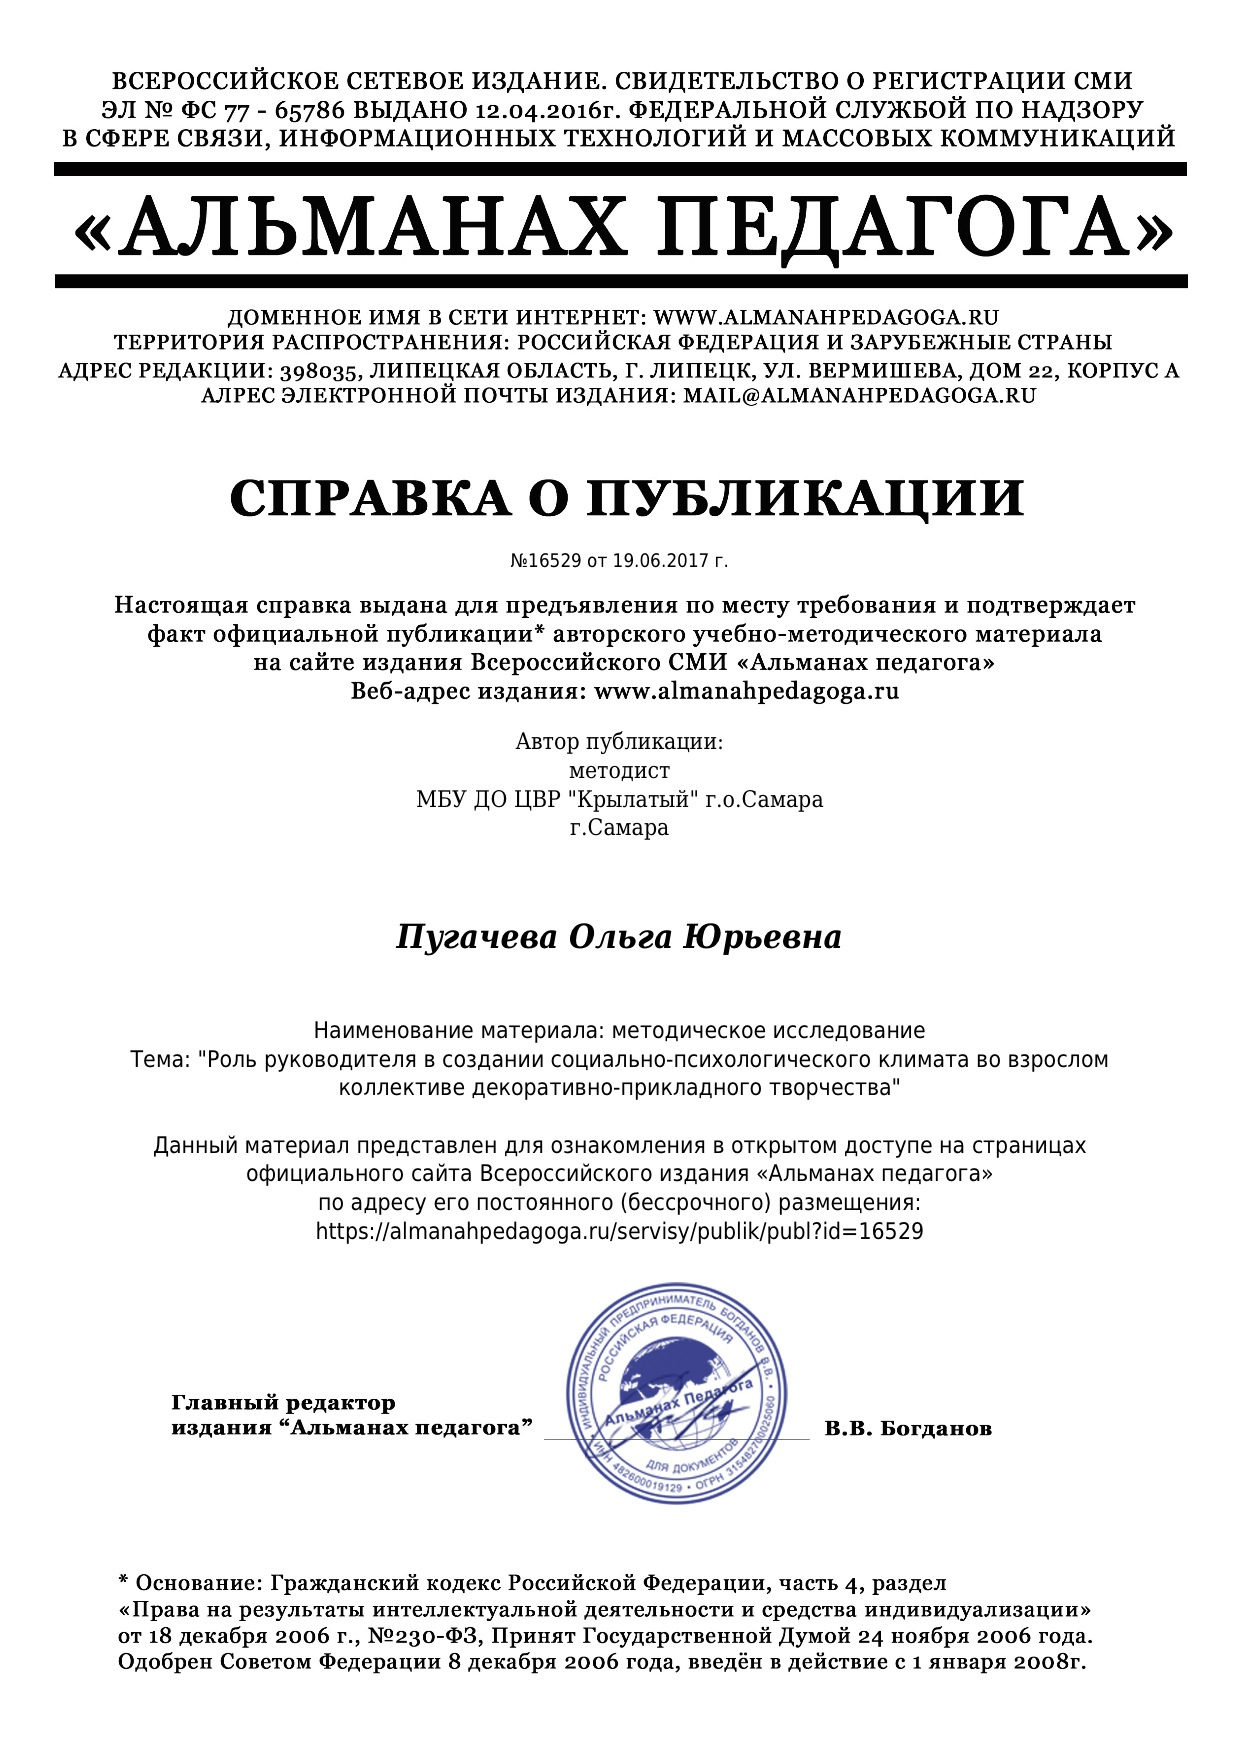 ВСЕРОССИЙСКОЕ СЕТЕВОЕ ИЗДАНИЕ. СВИДЕТЕЛЬСТВО О РЕГИСТРАЦИИ СМИ
ЭЛ № ФС 77 - 65786 ВЫДАНО 12.04.2016г. ФЕДЕРАЛЬНОЙ СЛУЖБОЙ ПО НАДЗОРУ
В СФЕРЕ СВЯЗИ, ИНФОРМАЦИОННЫХ ТЕХНОЛОГИЙ И МАССОВЫХ КОММУНИКАЦИЙ
«АЛЬМАНАХ ПЕДАГОГА»
ДОМЕННОЕ ИМЯ В СЕТИ ИНТЕРНЕТ: WWW.ALMANAHPEDAGOGA.RU
ТЕРРИТОРИЯ РАСПРОСТРАНЕНИЯ: РОССИЙСКАЯ ФЕДЕРАЦИЯ И ЗАРУБЕЖНЫЕ СТРАНЫ
АДРЕС РЕДАКЦИИ: 398035, ЛИПЕЦКАЯ ОБЛАСТЬ, Г. ЛИПЕЦК, УЛ. ВЕРМИШЕВА, ДОМ 22, КОРПУС А
АЛРЕС ЭЛЕКТРОННОЙ ПОЧТЫ ИЗДАНИЯ: MAIL@ALMANAHPEDAGOGA.RU
СПРАВКА О ПУБЛИКАЦИИ
№16529 от 19.06.2017 г.
Настоящая справка выдана для предъявления по месту требования и подтверждает
факт официальной публикации* авторского учебно-методического материала
на сайте издания Всероссийского СМИ «Альманах педагога»
Веб-адрес издания: www.almanahpedagoga.ru
Автор публикации:
методист
МБУ ДО ЦВР "Крылатый" г.о.Самара
г.Самара
Пугачева Ольга Юрьевна
Наименование материала: методическое исследование
Тема: "Роль руководителя в создании социально-психологического климата во взрослом
коллективе декоративно-прикладного творчества"
Данный материал представлен для ознакомления в открытом доступе на страницах
официального сайта Всероссийского издания «Альманах педагога»
по адресу его постоянного (бессрочного) размещения:
https://almanahpedagoga.ru/servisy/publik/publ?id=16529
ИНДИВИДУАЛЬНЫЙ ПРЕДПРИНИМАТЕЛЬ БОГДАНОВ В.В.
• ИНН 482600019129 • ОГРН 315482700025060 •
РОССИЙСКАЯ ФЕДЕРАЦИЯ
Альманах Педагога
ДЛЯ ДОКУМЕНТОВ
Главный редактор
издания “Альманах педагога” В.В. Богданов
* Основание: Гражданский кодекс Российской Федерации, часть 4, раздел
«Права на результаты интеллектуальной деятельности и средства индивидуализации»
от 18 декабря 2006 г., №230-ФЗ, Принят Государственной Думой 24 ноября 2006 года.
Одобрен Советом Федерации 8 декабря 2006 года, введён в действие с 1 января 2008г.